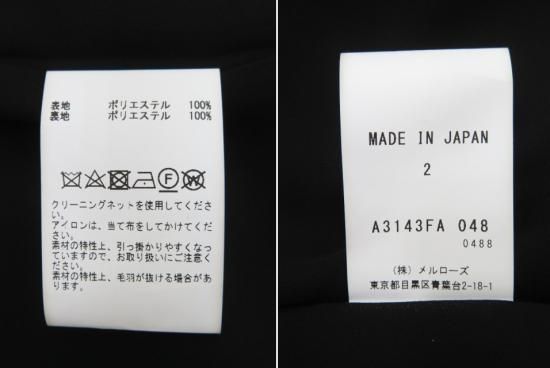 表地 ポリエステル 100%
裏地 ポリエステル 100%
クリーニングネットを使用してくださ
い。
アイロンは、当て布をしてかけてくだ
さい。
素材の特性上、引っ掛かりやすくなっ
ていますので、お取り扱いにご注意く
ださい。
素材の特性上、毛羽が抜ける場合があ
ります。
MADE IN JAPAN
2
A3143FA 048
0488
(株) メルローズ
東京都目黒区青葉台2-18-1